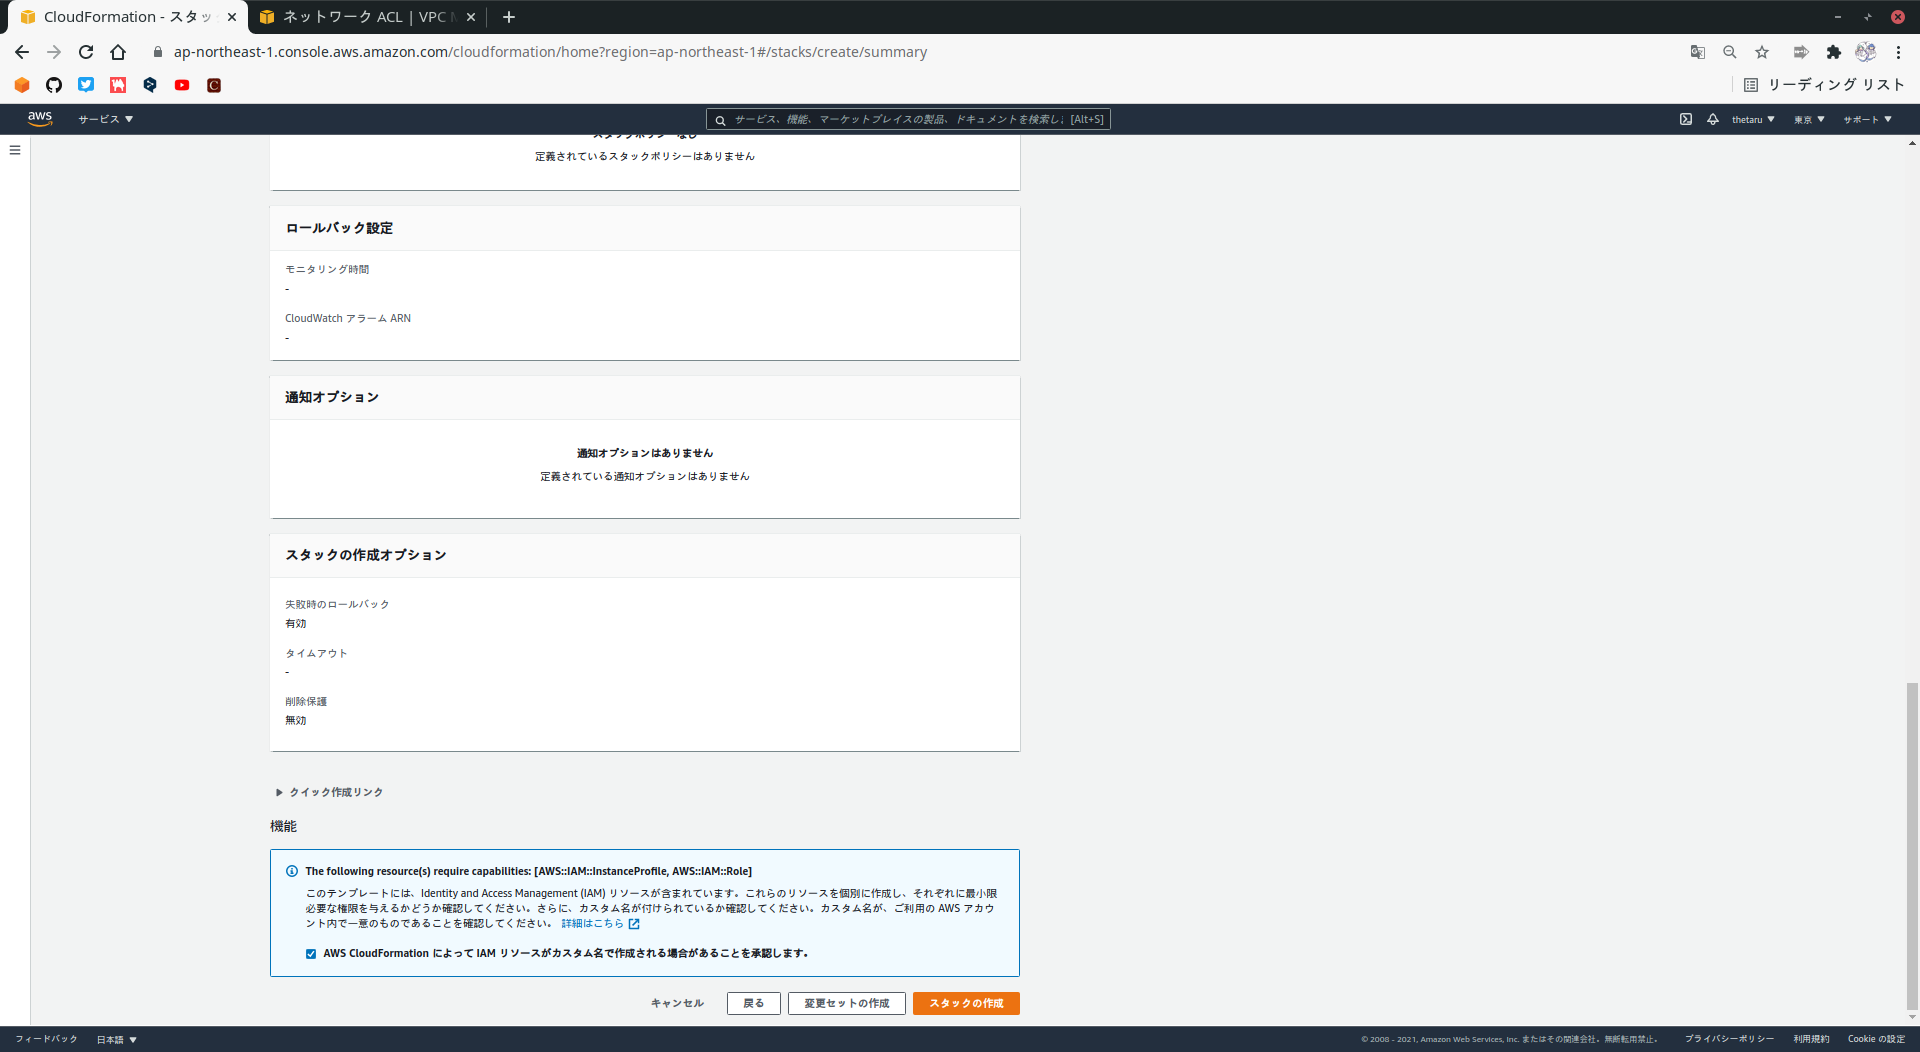 CloudFormation - スタッ
ネットワーク ACL | VPC
ap-northeast-1.console.aws.amazon.com/cloudformation/home?region=ap-northeast-1#/stacks/create/summary
リーディング リスト
aws
サービス ▼
サービス、機能、マーケットプレイスの製品、ドキュメントを検索し [Alt+S]
thetaru ▼
東京 ▼
サポート ▼
スタックポリシーなし
定義されているスタックポリシーはありません
ロールバック設定
モニタリング時間
-
CloudWatch アラーム ARN
-
通知オプション
通知オプションはありません
定義されている通知オプションはありません
スタックの作成オプション
失敗時のロールバック
有効
タイムアウト
-
削除保護
無効
クイック作成リンク
機能
The following resource(s) require capabilities: [AWS::IAM::InstanceProfile, AWS::IAM::Role]
このテンプレートには、Identity and Access Management (IAM) リソースが含まれています。これらのリソースを個別に作成し、それぞれに最小限
必要な権限を与えるかどうか確認してください。さらに、カスタム名が付けられているか確認してください。カスタム名が、ご利用の AWS アカウ
ント内で一意のものであることを確認してください。 詳細はこちら
AWS CloudFormation によって IAM リソースがカスタム名で作成される場合があることを承認します。
キャンセル
戻る
変更セットの作成
スタックの作成
フィードバック
日本語 ▼
© 2008 - 2021, Amazon Web Services, Inc. またはその関連会社。無断転用禁止。
プライバシーポリシー
利用規約
Cookie の設定